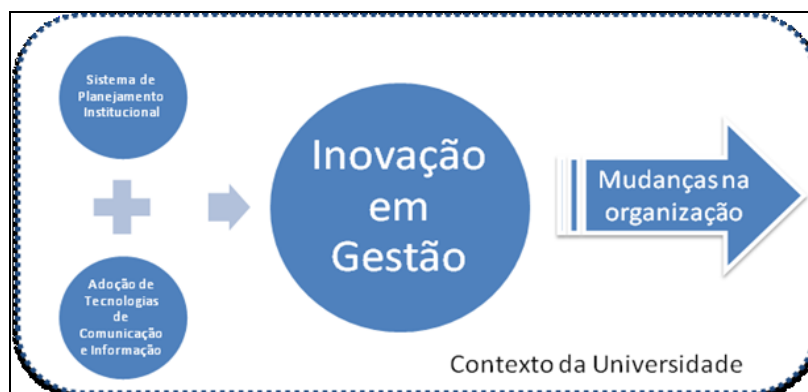 Sistema de
Planejamento
Institucional
Adoção de
Tecnologias
de
Comunicação
e Informação
Inovação
em
Gestão
Mudanças na
organização
Contexto da Universidade